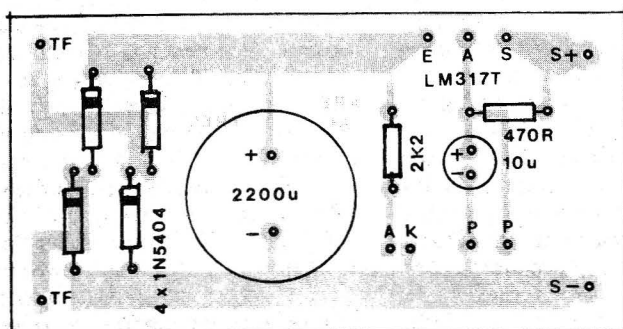 TF
E A S
S+
LM317T
470R
10u
+
−
2K2
+
2200u
−
4 x 1N5404
A K
P P
TF
S−